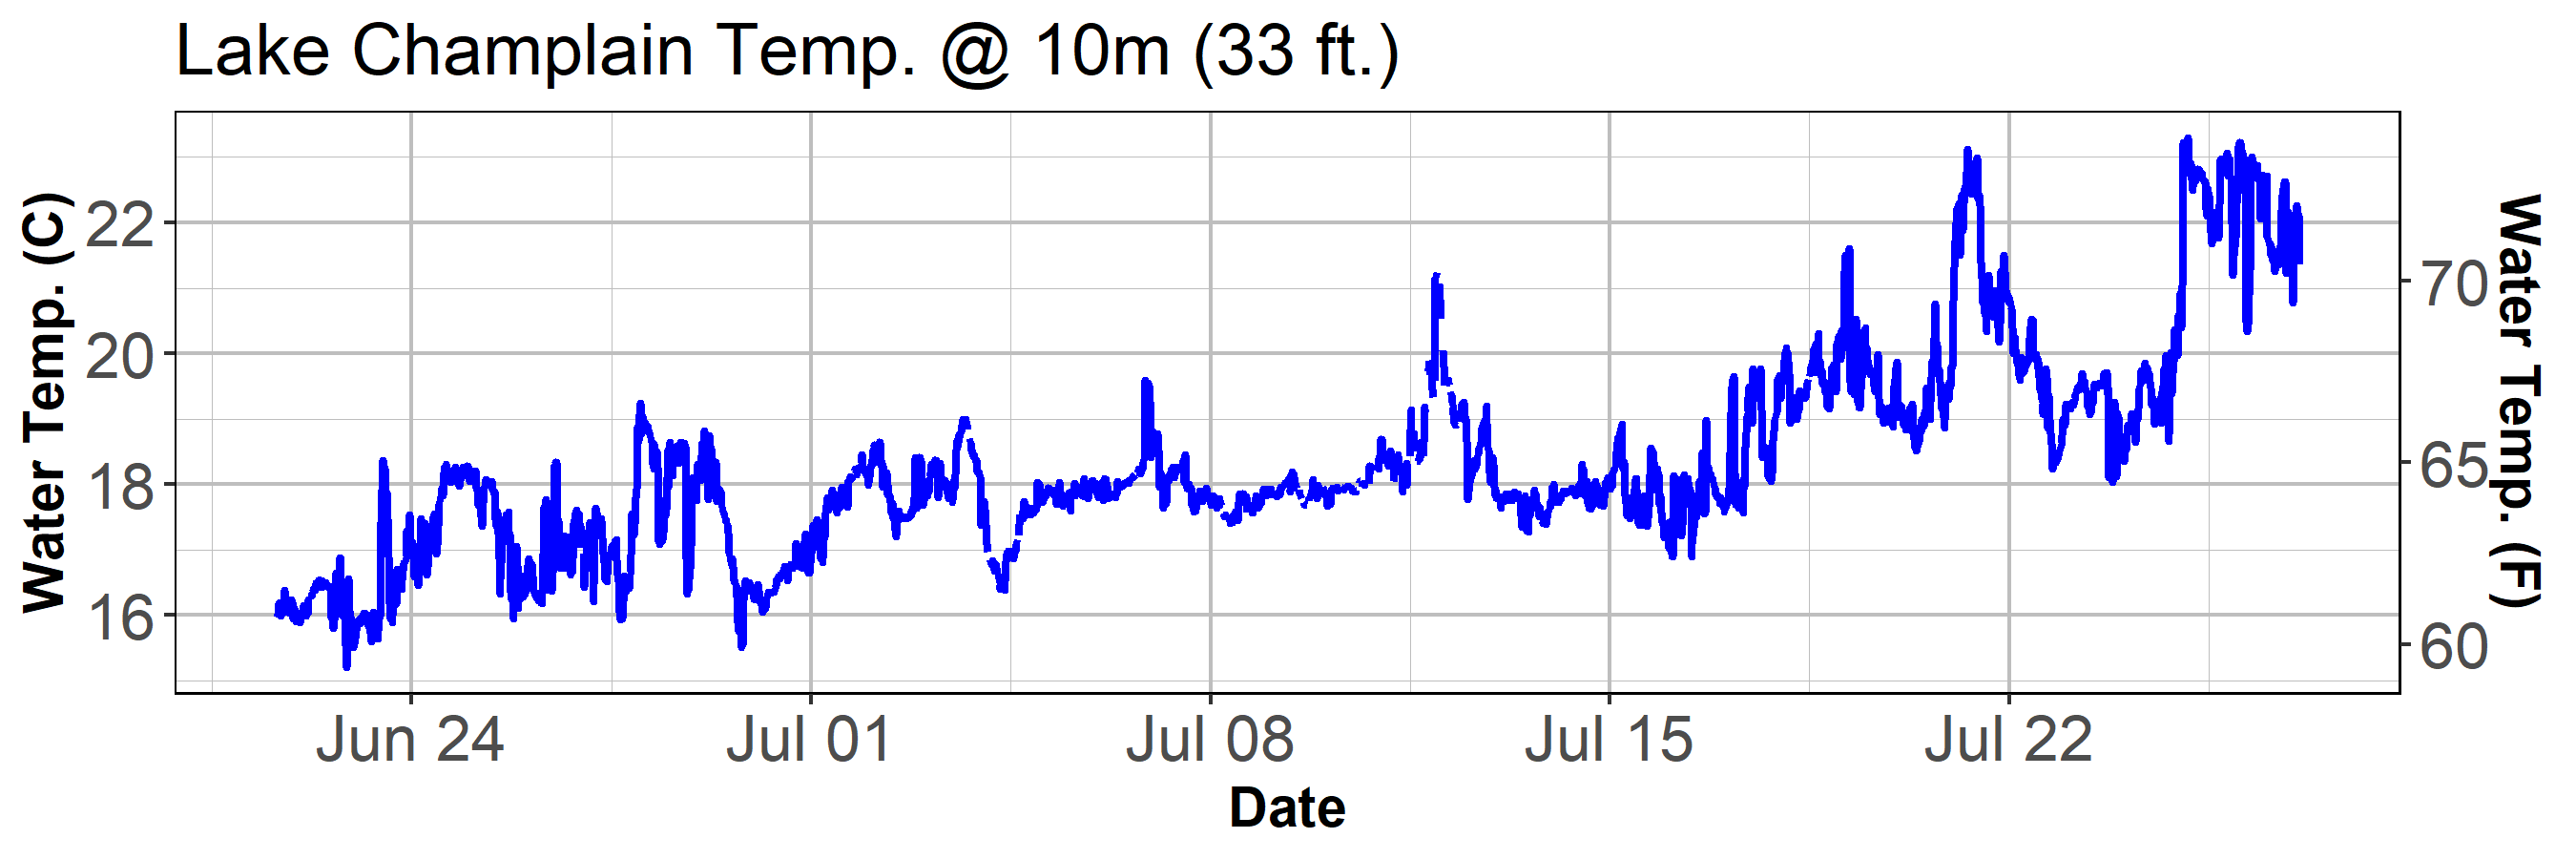 Lake Champlain Temp. @ 10m (33 ft.)
Water Temp. (C)
22
20
18
16
70
65
60
Water Temp. (F)
Jun 24
Jul 01
Jul 08
Jul 15
Jul 22
Date